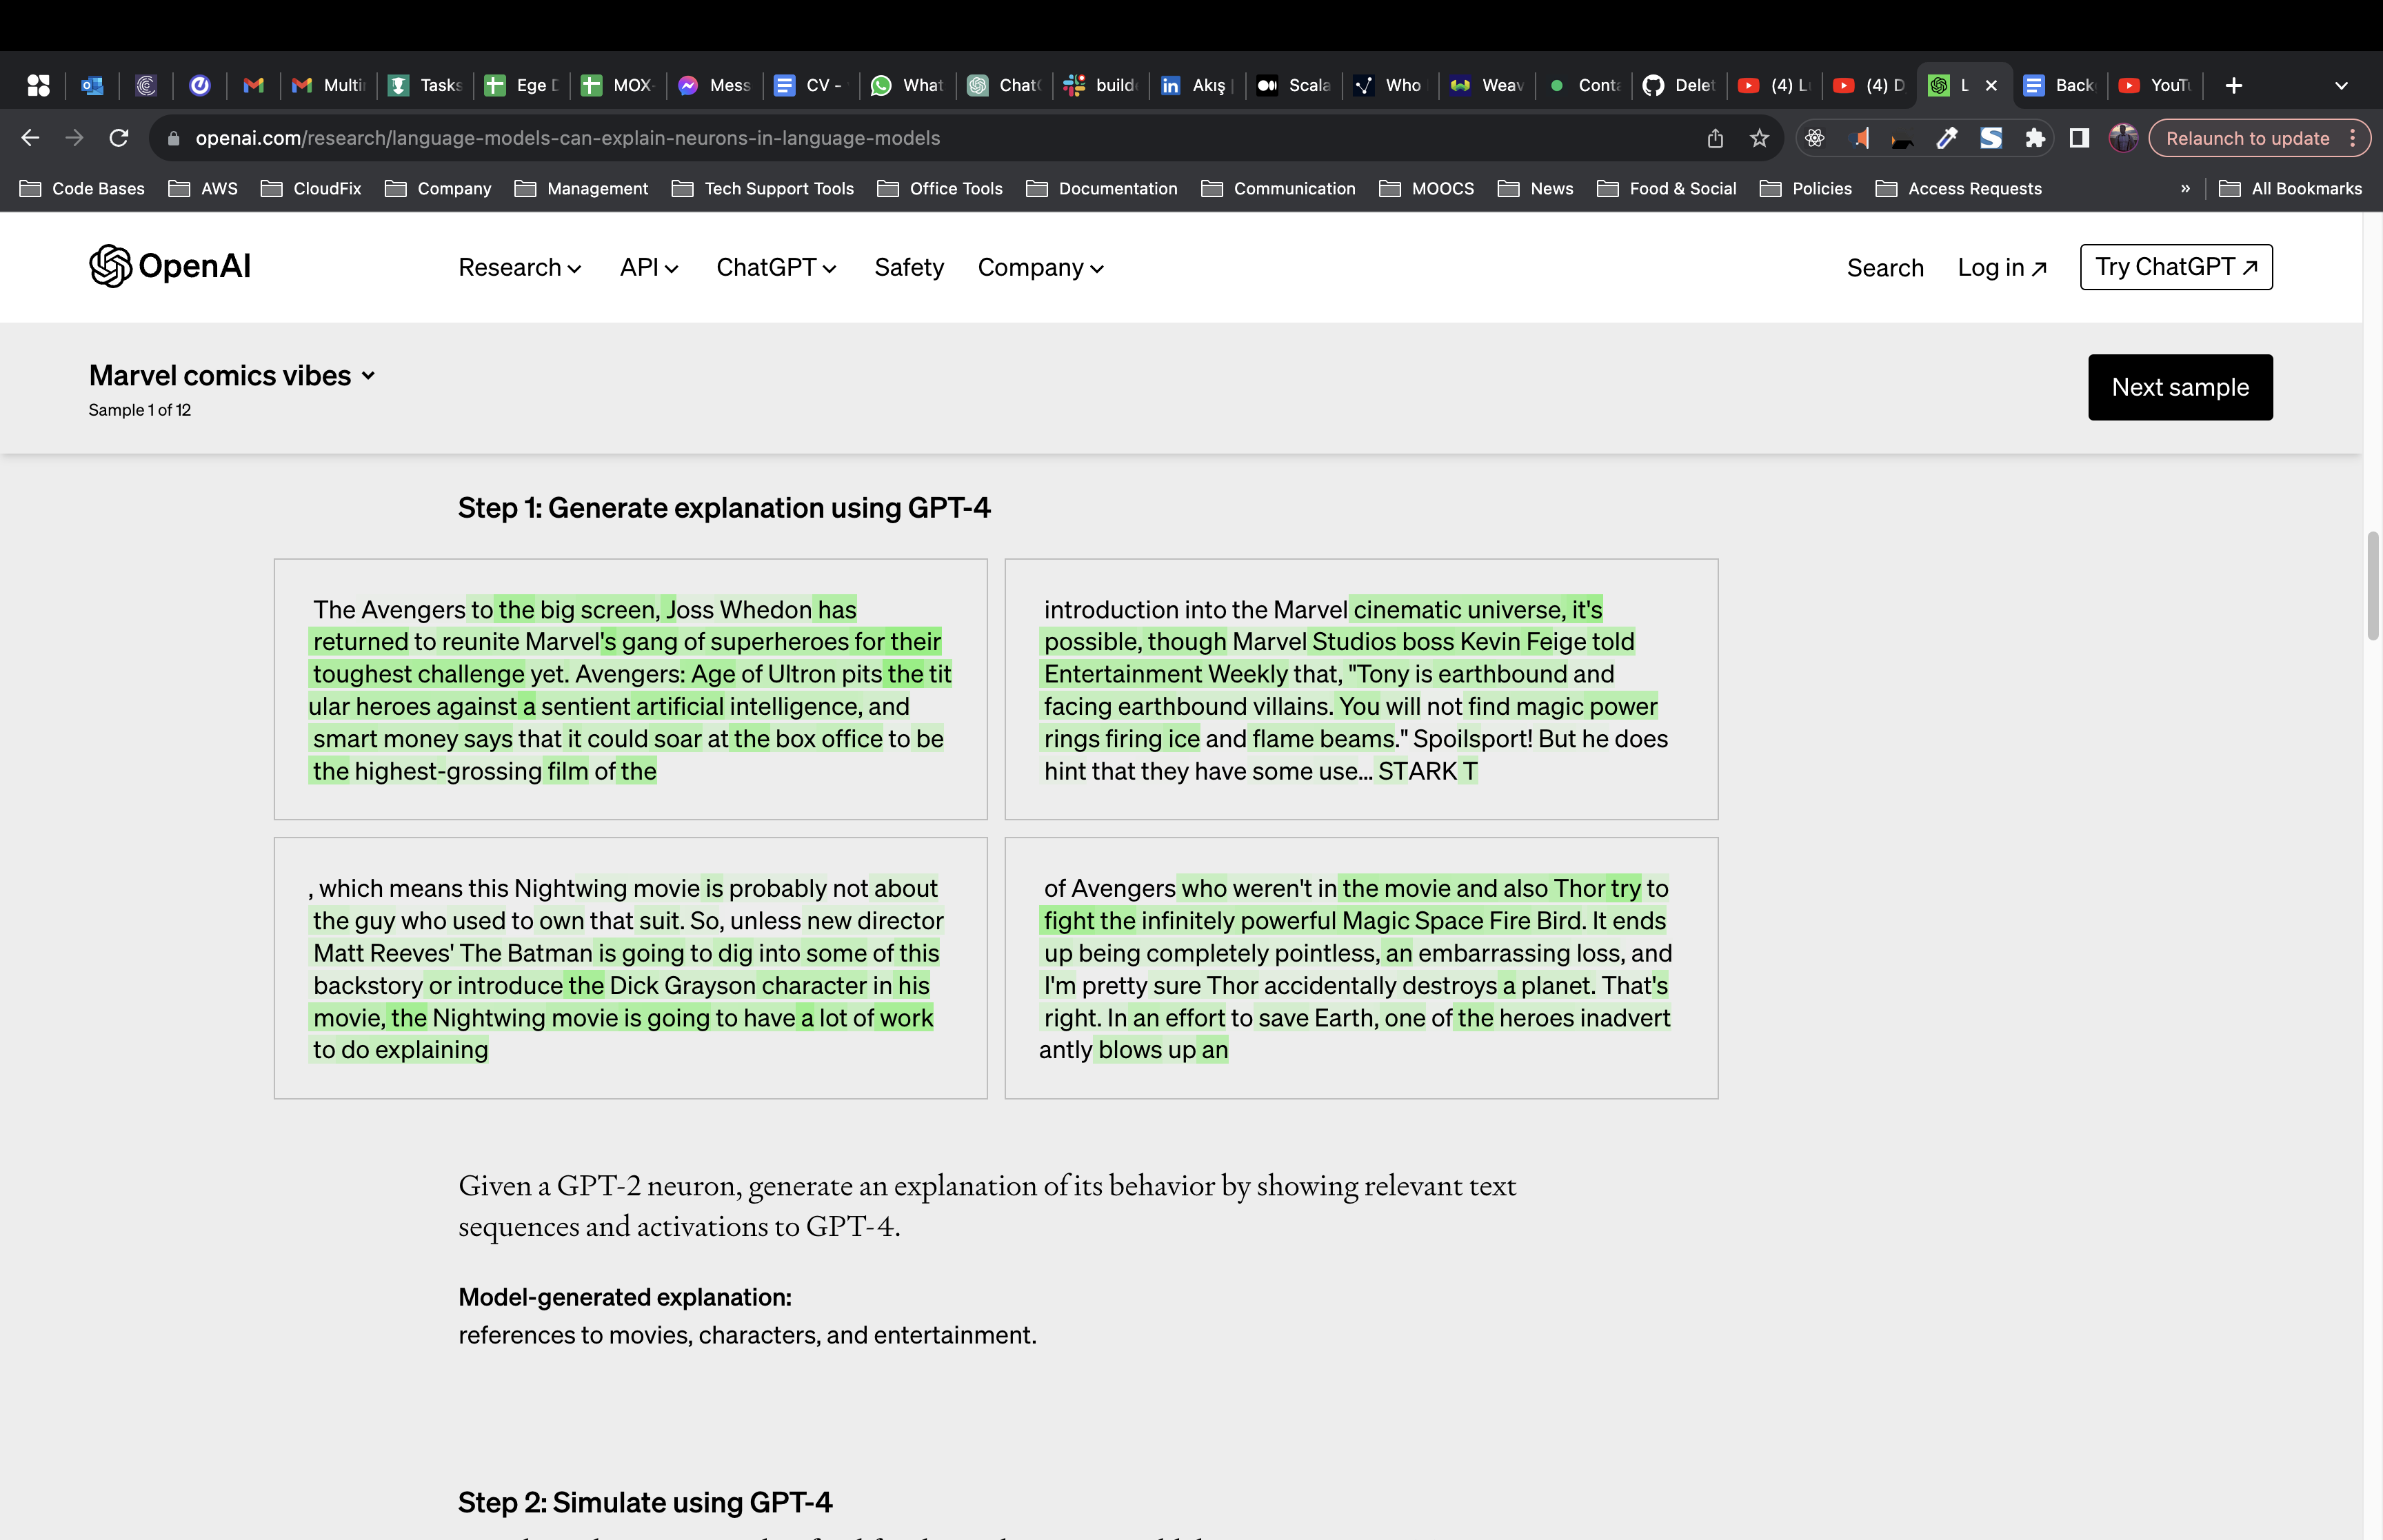 Multi
Tasks
Ege D
MOX-
Mess
CV -
What
Chat
build
Akış
Scala
Who
Weav
Conta
Delet
(4) L
(4) D
L
Back
YouTu
openai.com/research/language-models-can-explain-neurons-in-language-models
Relaunch to update
Code Bases
AWS
CloudFix
Company
Management
Tech Support Tools
Office Tools
Documentation
Communication
MOOCS
News
Food & Social
Policies
Access Requests
»
All Bookmarks
OpenAI
Research
API
ChatGPT
Safety
Company
Search
Log in ↗
Try ChatGPT ↗
Marvel comics vibes
Sample 1 of 12
Next sample
Step 1: Generate explanation using GPT-4
The Avengers to the big screen, Joss Whedon has
returned to reunite Marvel's gang of superheroes for their
toughest challenge yet. Avengers: Age of Ultron pits the tit
ular heroes against a sentient artificial intelligence, and
smart money says that it could soar at the box office to be
the highest-grossing film of the
introduction into the Marvel cinematic universe, it's
possible, though Marvel Studios boss Kevin Feige told
Entertainment Weekly that, "Tony is earthbound and
facing earthbound villains. You will not find magic power
rings firing ice and flame beams." Spoilsport! But he does
hint that they have some use... STARK T
, which means this Nightwing movie is probably not about
the guy who used to own that suit. So, unless new director
Matt Reeves' The Batman is going to dig into some of this
backstory or introduce the Dick Grayson character in his
movie, the Nightwing movie is going to have a lot of work
to do explaining
of Avengers who weren't in the movie and also Thor try to
fight the infinitely powerful Magic Space Fire Bird. It ends
up being completely pointless, an embarrassing loss, and
I'm pretty sure Thor accidentally destroys a planet. That's
right. In an effort to save Earth, one of the heroes inadvert
antly blows up an
Given a GPT-2 neuron, generate an explanation of its behavior by showing relevant text
sequences and activations to GPT-4.
Model-generated explanation:
references to movies, characters, and entertainment.
Step 2: Simulate using GPT-4